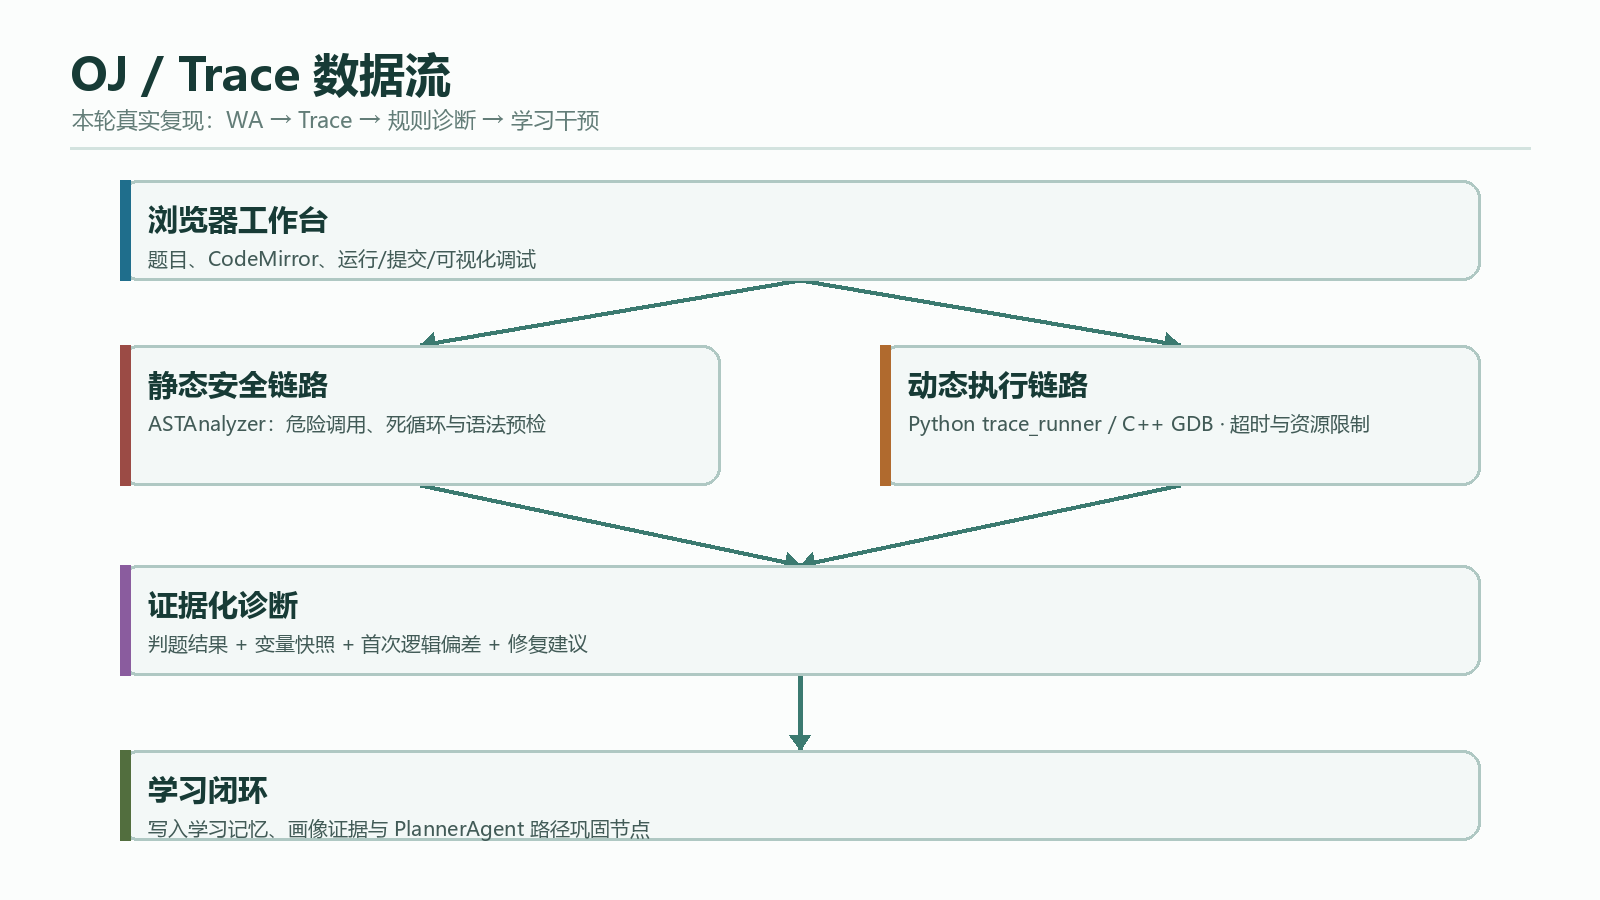 OJ / Trace 数据流
本轮真实复现：WA → Trace → 规则诊断 → 学习干预
浏览器工作台
题目、CodeMirror、运行/提交/可视化调试
静态安全链路
ASTAnalyzer：危险调用、死循环与语法预检
动态执行链路
Python trace_runner / C++ GDB · 超时与资源限制
证据化诊断
判题结果 + 变量快照 + 首次逻辑偏差 + 修复建议
学习闭环
写入学习记忆、画像证据与 PlannerAgent 路径巩固节点